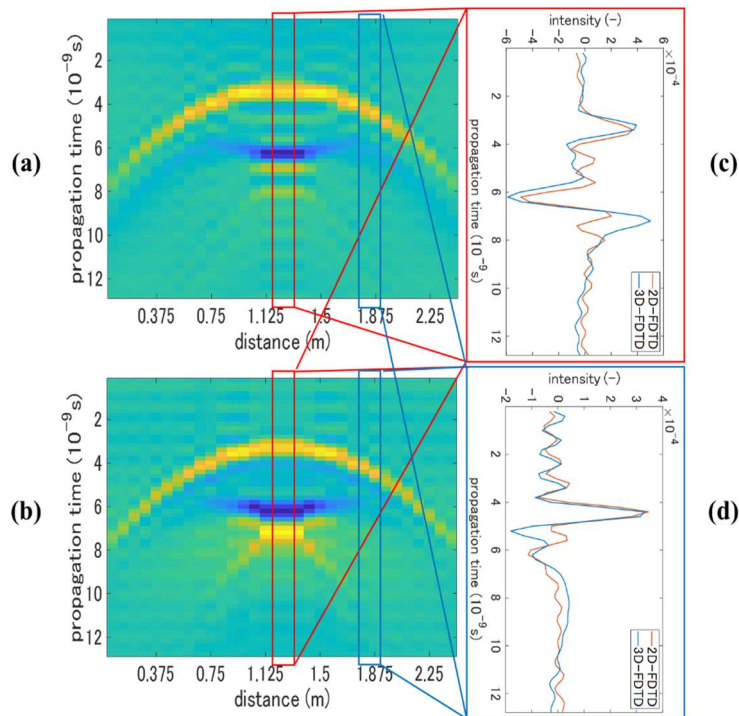 (a)
propagation time (10⁻⁹s)
2
4
6
8
10
12
0.375 0.75 1.125 1.5 1.875 2.25
distance (m)
(b)
propagation time (10⁻⁹s)
2
4
6
8
10
12
0.375 0.75 1.125 1.5 1.875 2.25
distance (m)
(c)
intensity (-)
×10⁻⁴
-6 -4 -2 0 2 4 6
propagation time (10⁻⁹s)
2
4
6
8
10
12
2D-FDTD
3D-FDTD
(d)
intensity (-)
×10⁻⁴
-2 -1 0 1 2 3 4
propagation time (10⁻⁹s)
2
4
6
8
10
12
2D-FDTD
3D-FDTD